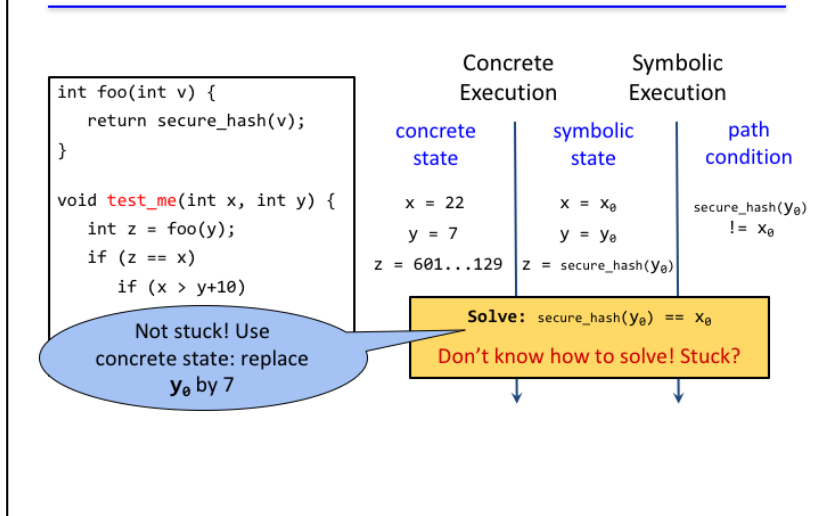 Concrete Execution
Symbolic Execution
int foo(int v) {
return secure_hash(v);
}
void test_me(int x, int y) {
int z = foo(y);
if (z == x)
if (x > y+10)
concrete
state
symbolic
state
path
condition
x = 22
y = 7
z = 601...129
x = x₀
y = y₀
z = secure_hash(y₀)
secure_hash(y₀)
!= x₀
Solve: secure_hash(y₀) == x₀
Don’t know how to solve! Stuck?
Not stuck! Use
concrete state: replace
y₀ by 7